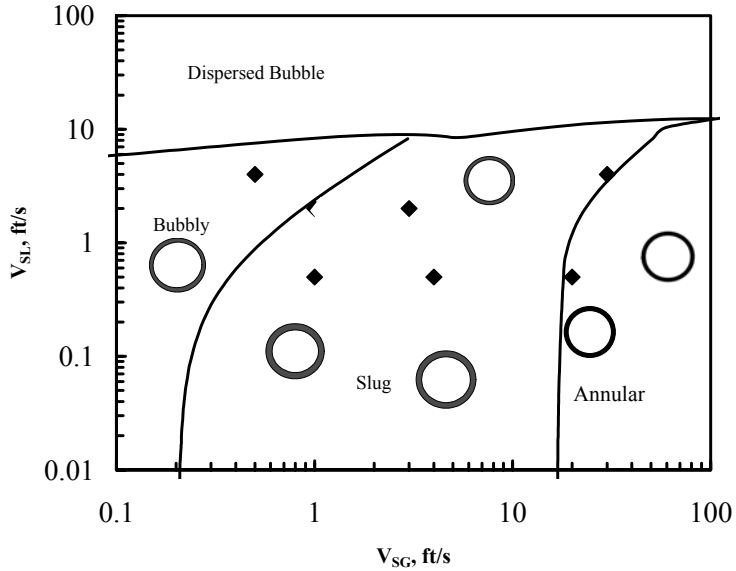 100
Dispersed Bubble
10
Bubbly
1
V_SL, ft/s
0.1
Slug
Annular
0.01
0.1 1 10 100
V_SG, ft/s